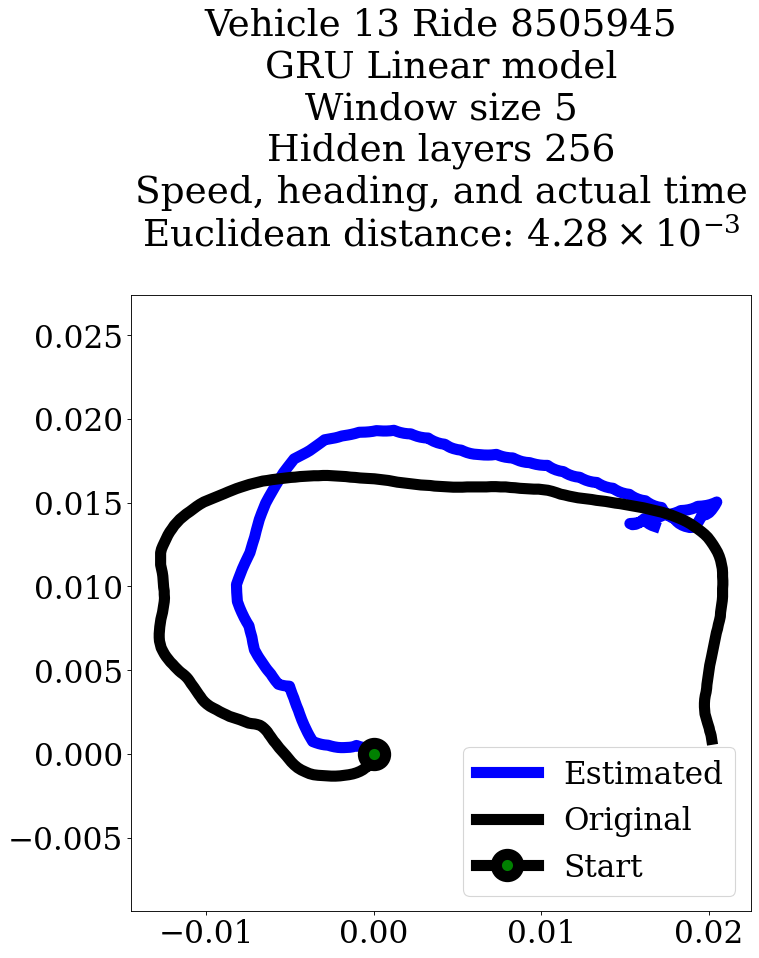 Vehicle 13 Ride 8505945
GRU Linear model
Window size 5
Hidden layers 256
Speed, heading, and actual time
Euclidean distance: 4.28 × 10⁻³
0.025
0.020
0.015
0.010
0.005
0.000
−0.005
−0.01 0.00 0.01 0.02
Estimated
Original
Start